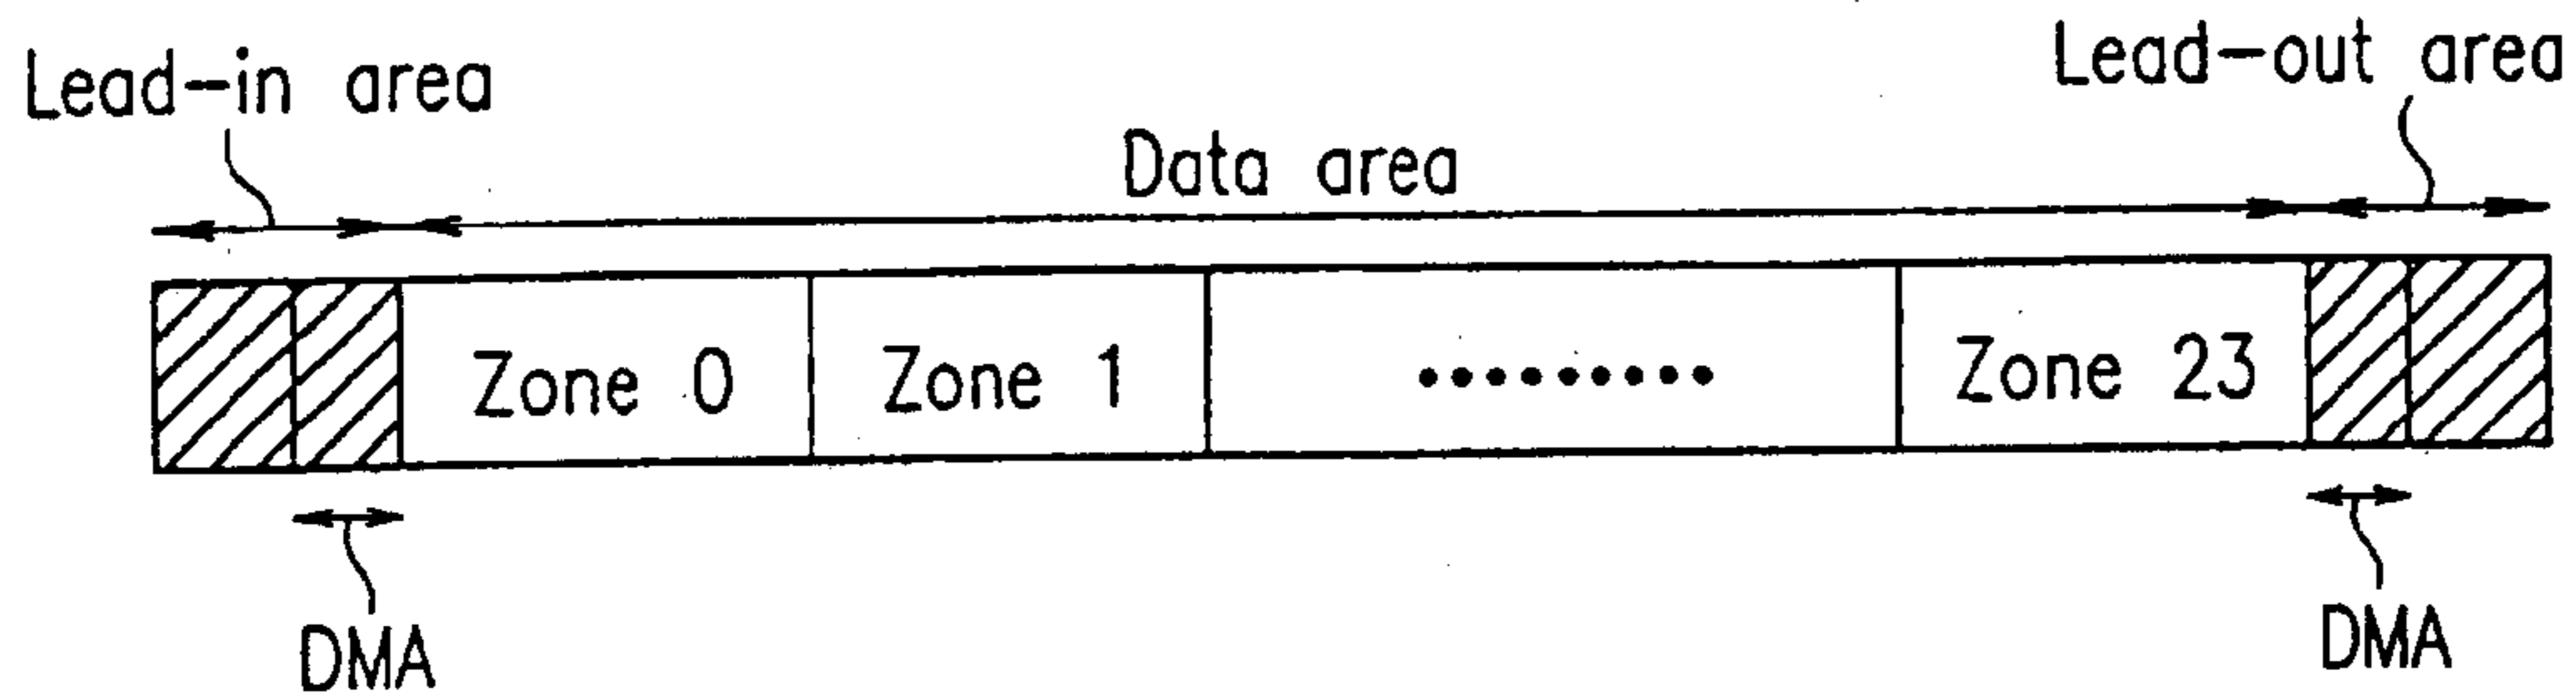 Lead-in area
Lead-out area
Data area
Zone 0
Zone 1
.........
Zone 23
DMA
DMA